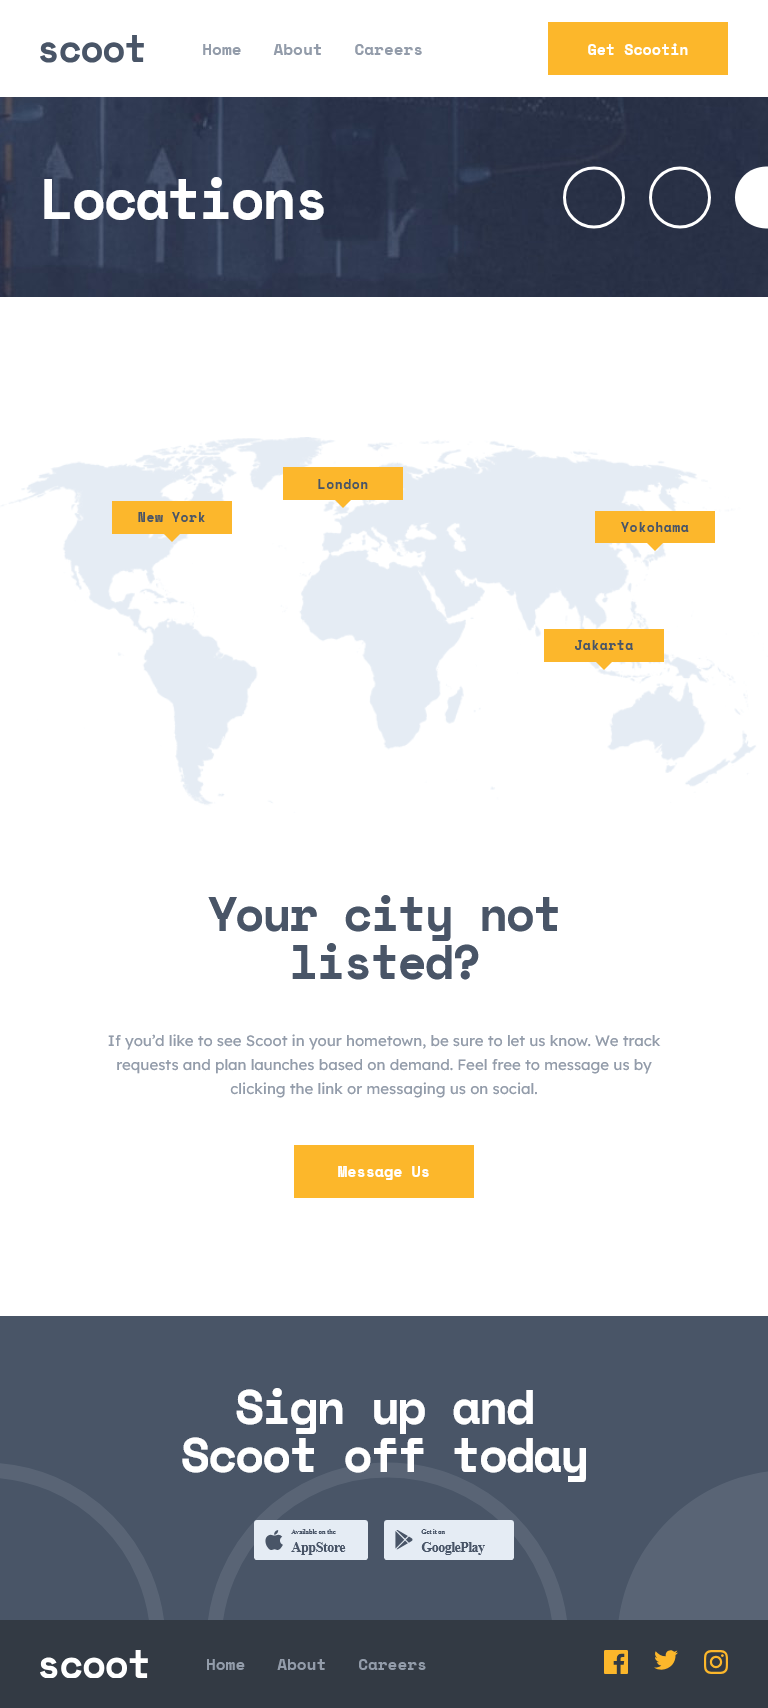 scoot Home About Careers Get Scootin
Locations
London
New York
Yokohama
Jakarta
Your city not
listed?
If you’d like to see Scoot in your hometown, be sure to let us know. We track
requests and plan launches based on demand. Feel free to message us by
clicking the link or messaging us on social.
Message Us
Sign up and
Scoot off today
Available on the
AppStore
Get it on
GooglePlay
scoot Home About Careers